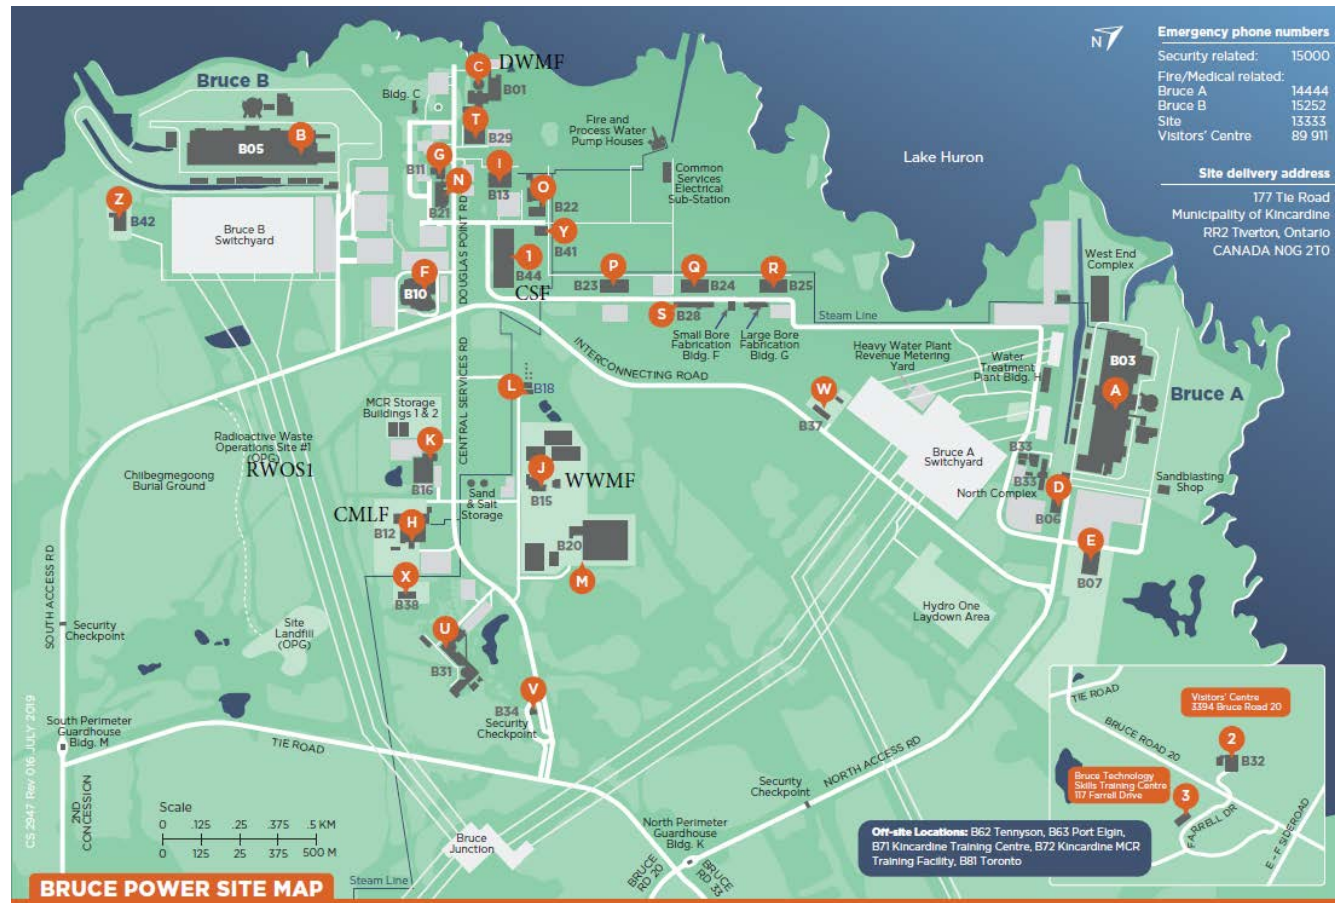 N
Emergency phone numbers
Security related: 15000
Fire/Medical related:
Bruce A 14444
Bruce B 15252
Site 13333
Visitors' Centre 89 911
Site delivery address
177 Tie Road
Municipality of Kincardine
RR2 Tiverton, Ontario
CANADA N0G 2T0
Lake Huron
Bruce B
B
B05
Z
B42
Bruce B
Switchyard
Bldg. C
C
DWMF
B01
T
B29
G
B11
N
B21
I
B13
O
B22
Y
B41
1
B44
CSF
F
B10
DOUGLAS POINT RD
Fire and
Process Water
Pump Houses
Common
Services
Electrical
Sub-Station
P
B23
Q
B24
R
B25
S
B28
Small Bore
Fabrication
Bldg. F
Large Bore
Fabrication
Bldg. G
Steam Line
West End
Complex
Heavy Water Plant
Revenue Metering
Yard
Water
Treatment
Plant Bldg. H
B03
A
Bruce A
INTERCONNECTING ROAD
CENTRAL SERVICES RD
L
B18
W
B37
Bruce A
Switchyard
B33
B33
North Complex
D
B06
Sandblasting
Shop
E
B07
MCR Storage
Buildings 1 & 2
K
B16
Radioactive Waste
Operations Site #1
(OPG)
RWOS1
Chiibegmegoong
Burial Ground
J
B15
WWMF
Sand
& Salt
Storage
CMLF
B12
H
B20
M
X
B38
Hydro One
Laydown Area
SOUTH ACCESS RD
Security
Checkpoint
Site
Landfill
(OPG)
U
B31
V
B34
Security
Checkpoint
South Perimeter
Guardhouse
Bldg. M
TIE ROAD
2ND
CONCESSION
NORTH ACCESS RD
Security
Checkpoint
North Perimeter
Guardhouse
Bldg. K
Bruce
Junction
BRUCE
RD 20
BRUCE
RD 33
Steam Line
Scale
0 .125 .25 .375 .5 KM
0 125 25 375 500 M
CS 2947 Rev 016 JULY 2019
TIE ROAD
BRUCE ROAD 20
Visitors' Centre
3394 Bruce Road 20
2
B32
Bruce Technology
Skills Training Centre
117 Farrell Drive
3
FARRELL DR
E - F SIDEROAD
Off-site Locations: B62 Tennyson, B63 Port Elgin,
B71 Kincardine Training Centre, B72 Kincardine MCR
Training Facility, B81 Toronto
BRUCE POWER SITE MAP